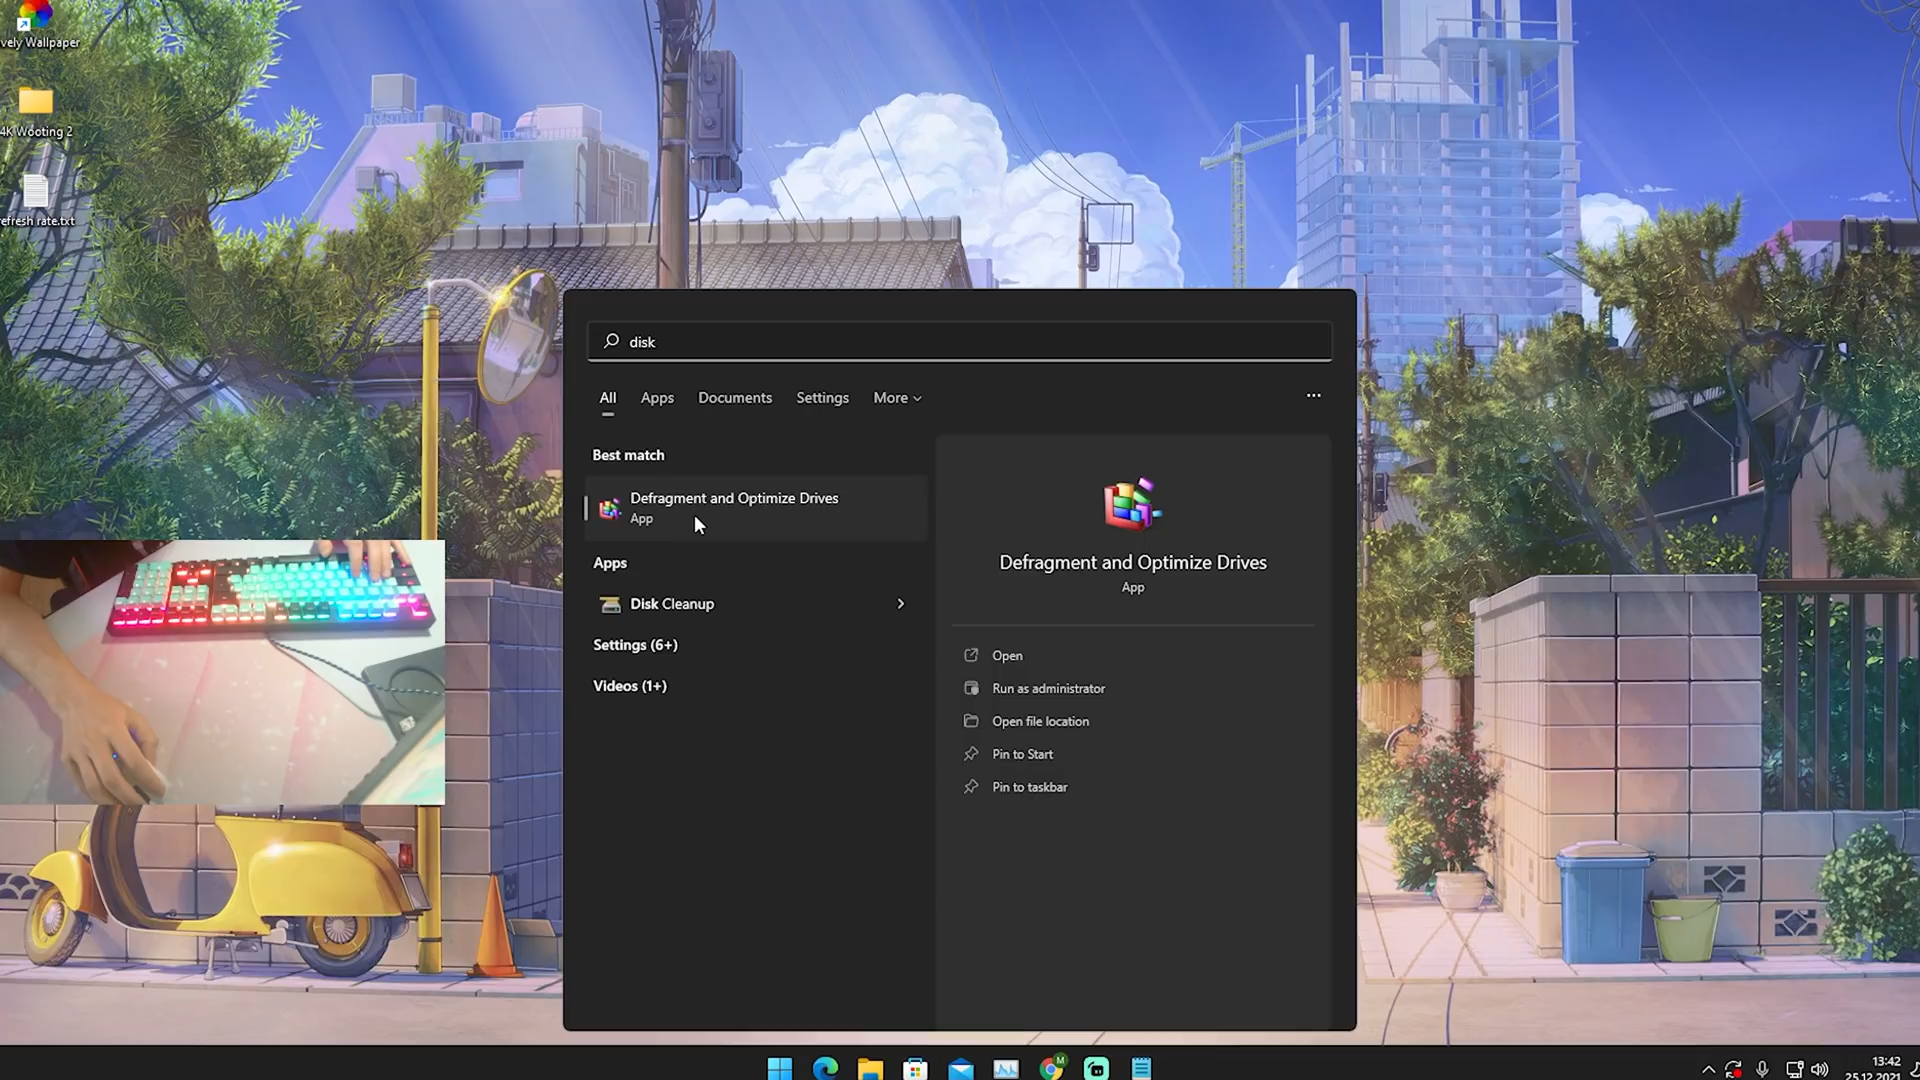 vely Wallpaper
4K Wooting 2
efresh rate.txt
disk
All Apps Documents Settings More
Best match
Defragment and Optimize Drives
App
Apps
Disk Cleanup
Settings (6+)
Videos (1+)
Defragment and Optimize Drives
App
Open
Run as administrator
Open file location
Pin to Start
Pin to taskbar
M
13:42
25.12.2021